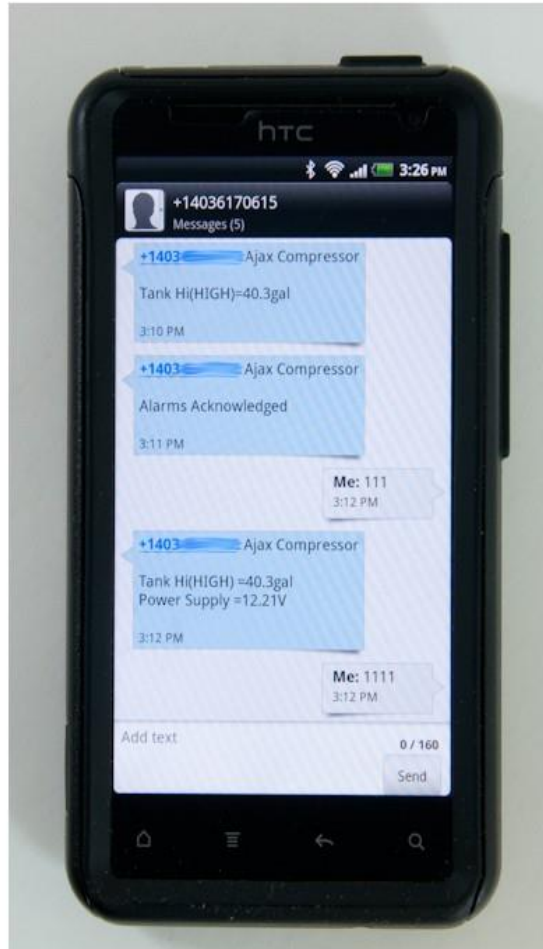 hTC
3:26 PM
+14036170615
Messages (5)
+1403 Ajax Compressor
Tank Hi(HIGH)=40.3gal
3:10 PM
+1403 Ajax Compressor
Alarms Acknowledged
3:11 PM
Me: 111
3:12 PM
+1403 Ajax Compressor
Tank Hi(HIGH) =40.3gal
Power Supply =12.21V
3:12 PM
Me: 1111
3:12 PM
Add text
0 / 160
Send